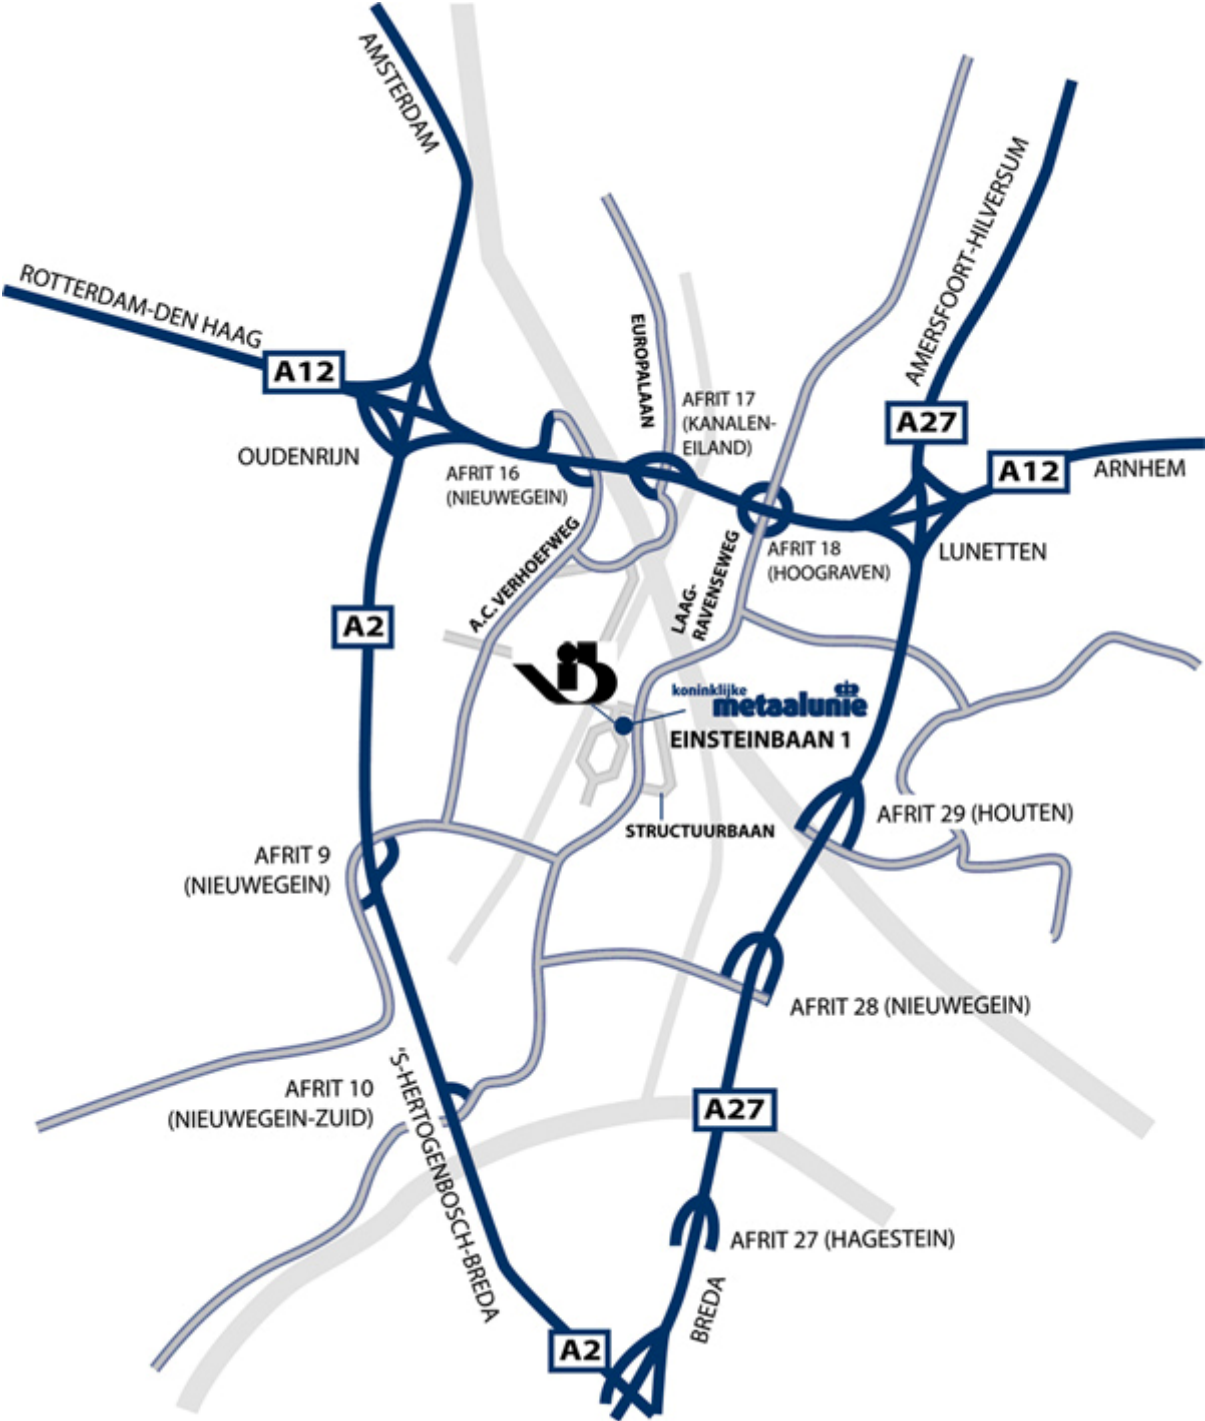 AMSTERDAM
ROTTERDAM-DEN HAAG
AMERSFOORT-HILVERSUM
EUROPALAAN
A12
AFRIT 17
(KANALEN-
EILAND)
A27
OUDENRIJN
AFRIT 16
(NIEUWEGEIN)
A12
ARNHEM
A.C. VERHOEFWEG
LAAG-
RAVENSEWEG
AFRIT 18
(HOOGRAVEN)
LUNETTEN
A2
koninklijke
metaalunie
EINSTEINBAAN 1
STRUCTUURBAAN
AFRIT 29 (HOUTEN)
AFRIT 9
(NIEUWEGEIN)
AFRIT 28 (NIEUWEGEIN)
AFRIT 10
(NIEUWEGEIN-ZUID)
'S-HERTOGENBOSCH-BREDA
A27
AFRIT 27 (HAGESTEIN)
BREDA
A2